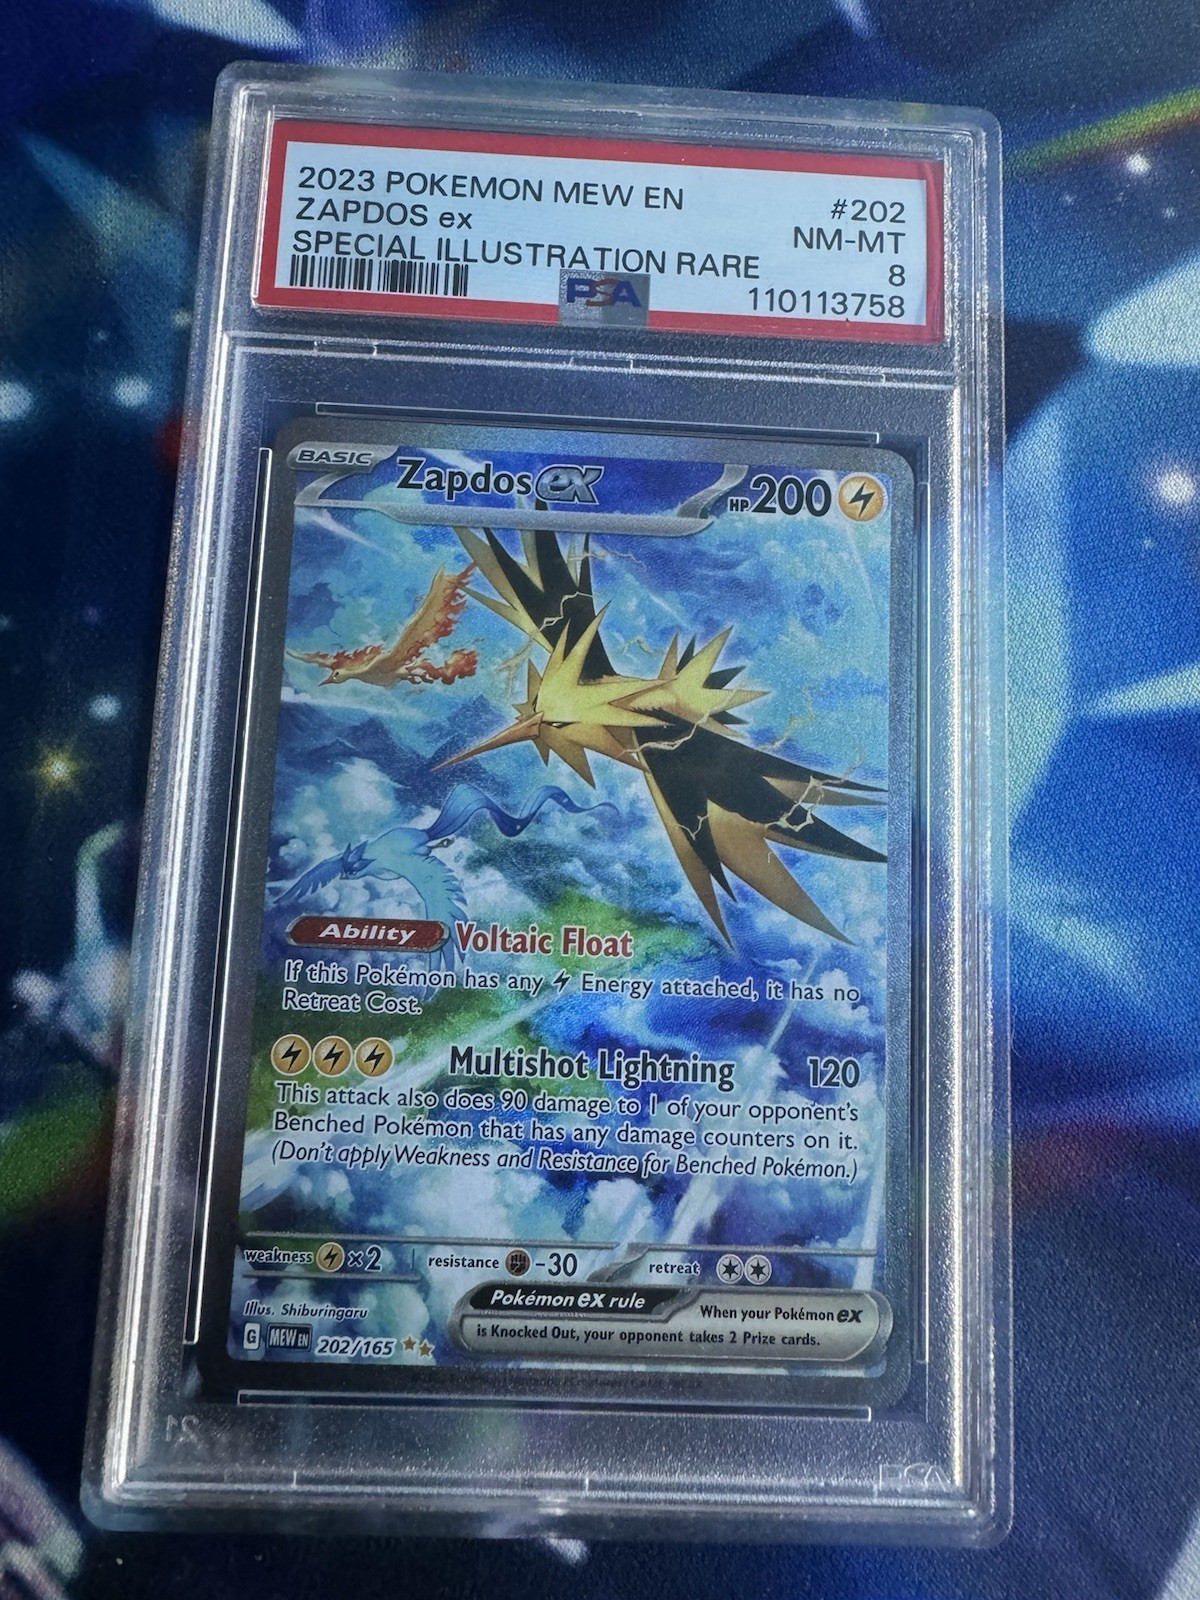 2023 POKEMON MEW EN
#202
ZAPDOS ex
NM-MT
SPECIAL ILLUSTRATION RARE
8
PSA
110113758
BASIC
Zapdos ex
HP 200
Ability
Voltaic Float
If this Pokémon has any Energy attached, it has no
Retreat Cost.
Multishot Lightning 120
This attack also does 90 damage to 1 of your opponent's
Benched Pokémon that has any damage counters on it.
(Don't apply Weakness and Resistance for Benched Pokémon.)
weakness ×2 resistance -30 retreat
Illus. Shiburingaru
Pokémon ex rule
When your Pokémon ex
is Knocked Out, your opponent takes 2 Prize cards.
G MEW EN 202/165
PSA